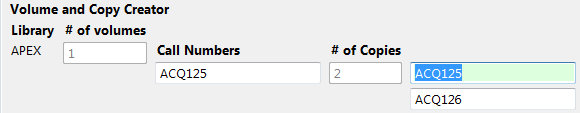 Volume and Copy Creator
Library # of volumes
APEX 1 Call Numbers # of Copies
ACQ125 2 ACQ125
ACQ126